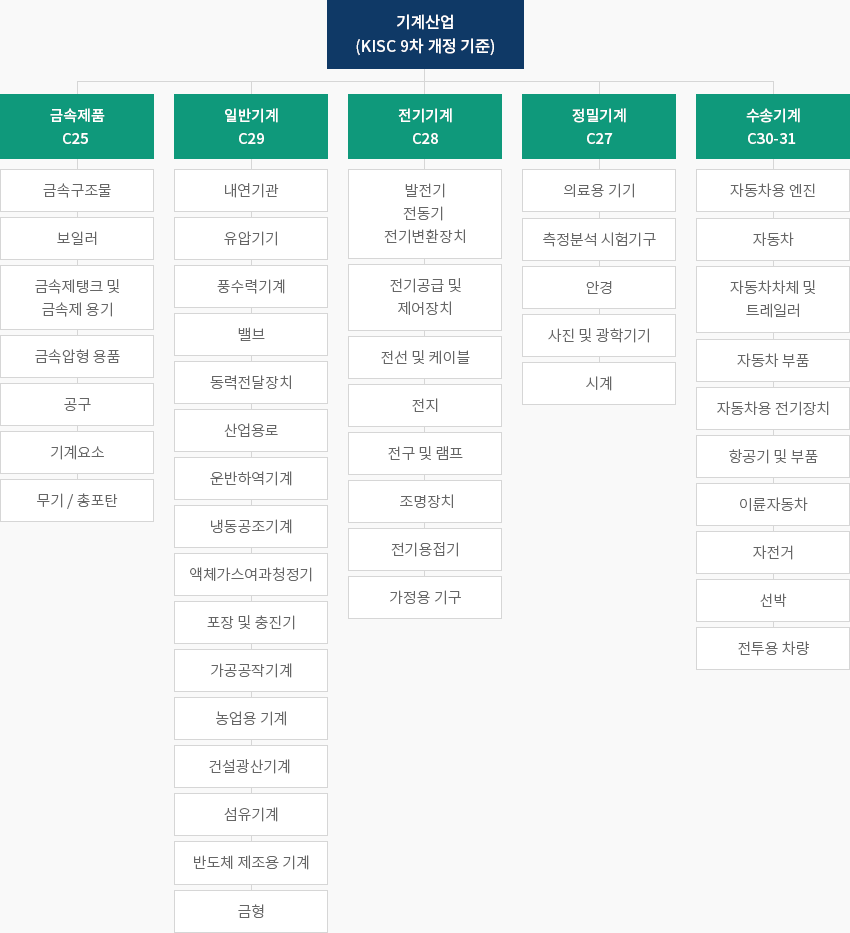 기계산업
(KISC 9차 개정 기준)
금속제품
C25
금속구조물
보일러
금속제탱크 및
금속제 용기
금속압형 용품
공구
기계요소
무기 / 총포탄
일반기계
C29
내연기관
유압기기
풍수력기계
밸브
동력전달장치
산업용로
운반하역기계
냉동공조기계
액체가스여과청정기
포장 및 충진기
가공공작기계
농업용 기계
건설광산기계
섬유기계
반도체 제조용 기계
금형
전기기계
C28
발전기
전동기
전기변환장치
전기공급 및
제어장치
전선 및 케이블
전지
전구 및 램프
조명장치
전기용접기
가정용 기구
정밀기계
C27
의료용 기기
측정분석 시험기구
안경
사진 및 광학기기
시계
수송기계
C30-31
자동차용 엔진
자동차
자동차차체 및
트레일러
자동차 부품
자동차용 전기장치
항공기 및 부품
이륜자동차
자전거
선박
전투용 차량